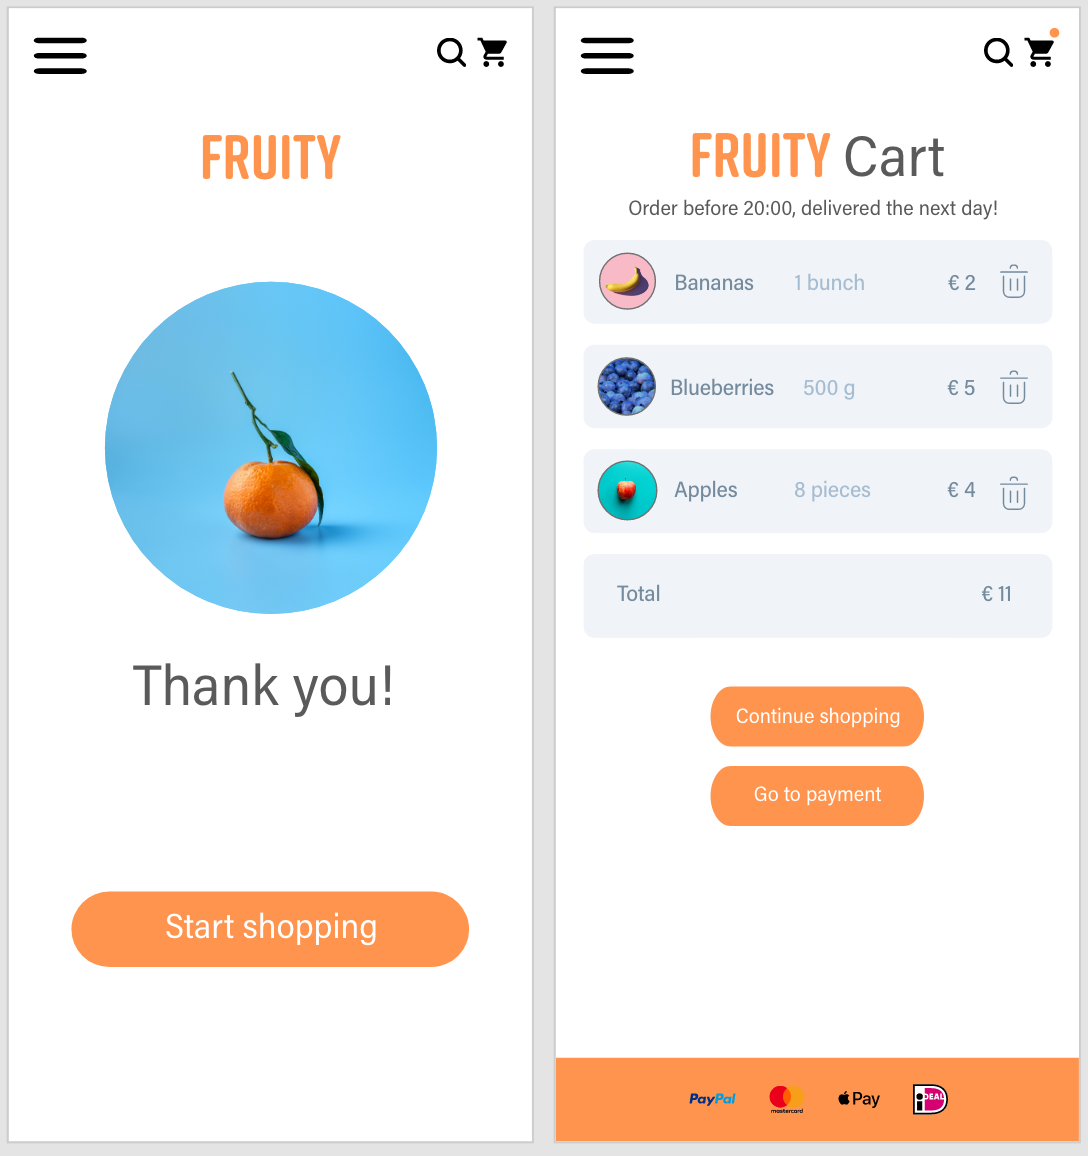 FRUITY
Thank you!
Start shopping
FRUITY Cart
Order before 20:00, delivered the next day!
Bananas 1 bunch € 2
Blueberries 500 g € 5
Apples 8 pieces € 4
Total € 11
Continue shopping
Go to payment
PayPal mastercard Pay iDEAL